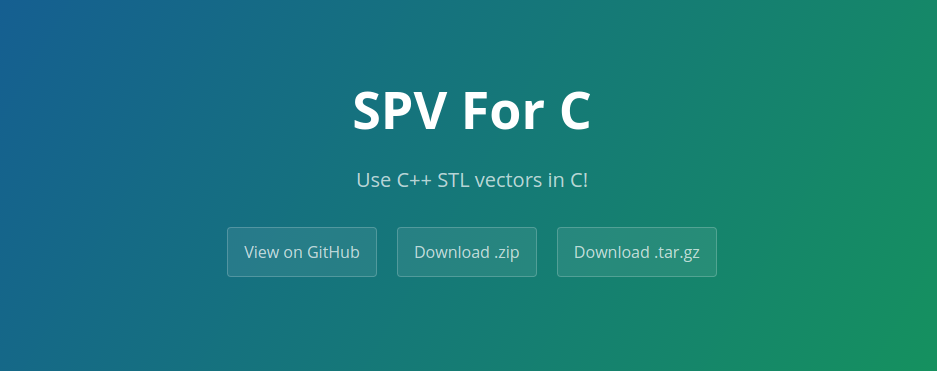 SPV For C
Use C++ STL vectors in C!
View on GitHub Download .zip Download .tar.gz